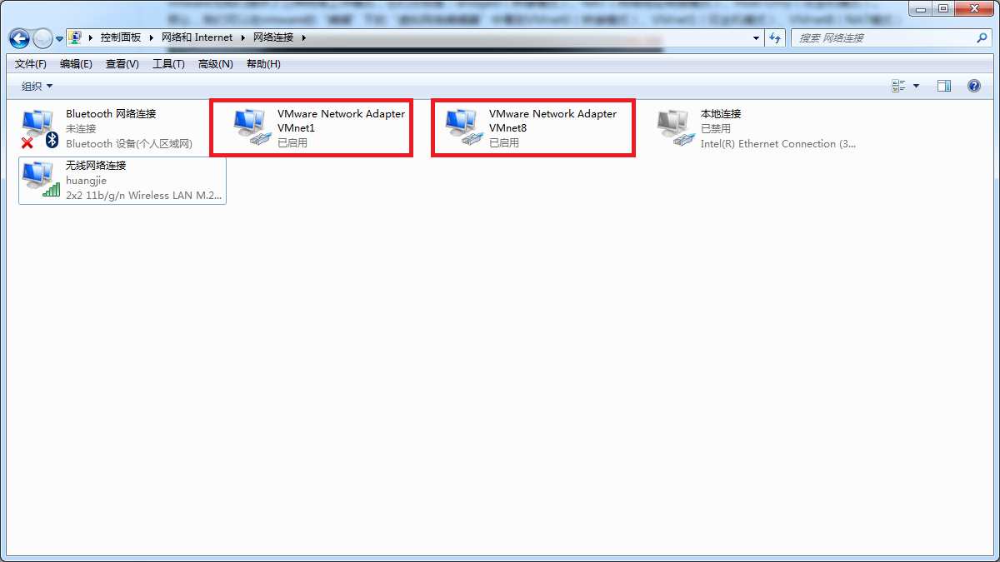 控制面板 网络和 Internet 网络连接
搜索 网络连接
文件(F) 编辑(E) 查看(V) 工具(T) 高级(N) 帮助(H)
组织
Bluetooth 网络连接
未连接
Bluetooth 设备(个人区域网)
VMware Network Adapter
VMnet1
已启用
VMware Network Adapter
VMnet8
已启用
本地连接
已禁用
Intel(R) Ethernet Connection (3...
无线网络连接
huangjie
2x2 11b/g/n Wireless LAN M.2...